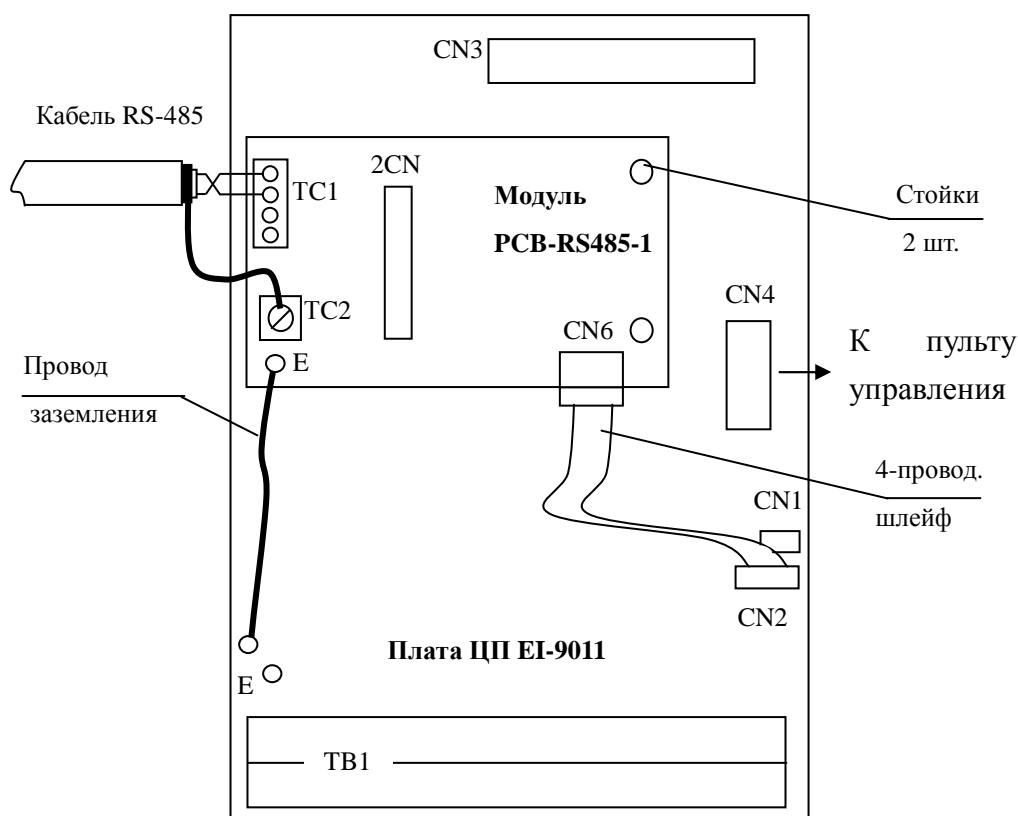 CN3
Кабель RS-485
2CN
TC1
Модуль
PCB-RS485-1
Стойки
2 шт.
CN4
TC2
CN6
К пульту
управления
E
Провод
заземления
4-провод.
шлейф
CN1
CN2
Плата ЦП EI-9011
E
TB1